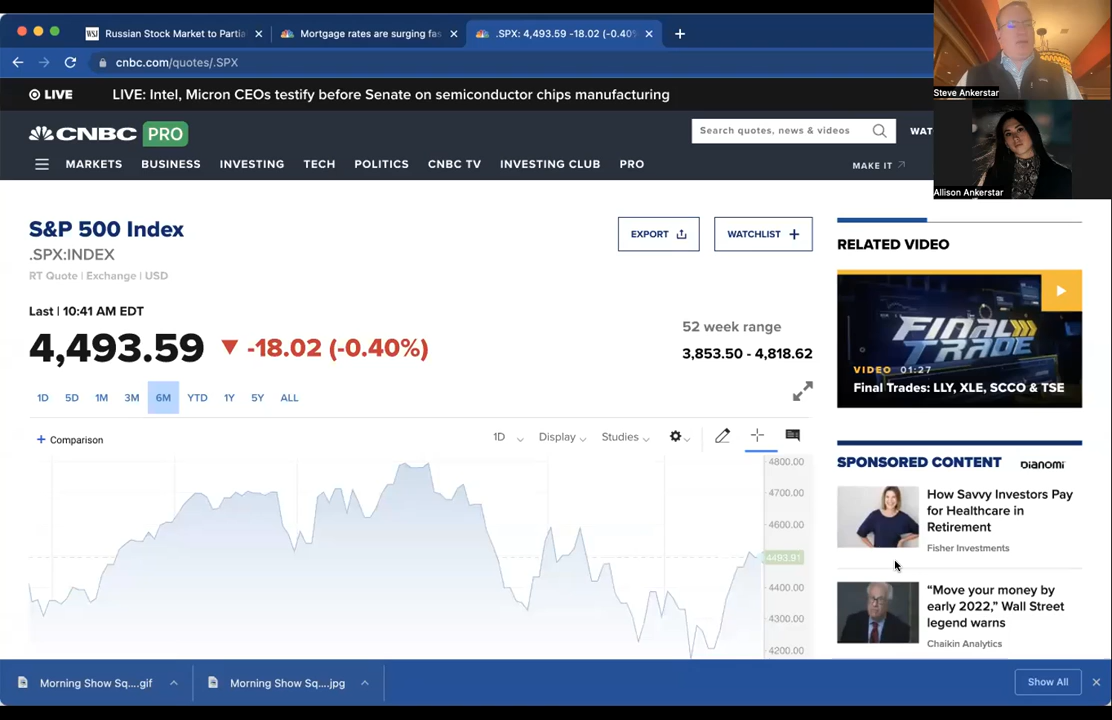 WSJ Russian Stock Market to Partia
Mortgage rates are surging fas
.SPX: 4,493.59 -18.02 (-0.40%
cnbc.com/quotes/.SPX
Steve Ankerstar
LIVE
LIVE: Intel, Micron CEOs testify before Senate on semiconductor chips manufacturing
CNBC PRO
Search quotes, news & videos
WAT
MARKETS BUSINESS INVESTING TECH POLITICS CNBC TV INVESTING CLUB PRO
MAKE IT
Allison Ankerstar
S&P 500 Index
.SPX:INDEX
RT Quote | Exchange | USD
EXPORT
WATCHLIST +
Last | 10:41 AM EDT
4,493.59 ▼ -18.02 (-0.40%)
52 week range
3,853.50 - 4,818.62
1D 5D 1M 3M 6M YTD 1Y 5Y ALL
+ Comparison
1D Display Studies
4800.00
4700.00
4600.00
4493.91
4400.00
4300.00
4200.00
RELATED VIDEO
FINAL
TRADE
VIDEO 01:27
Final Trades: LLY, XLE, SCCO & TSE
SPONSORED CONTENT DIANOMI
How Savvy Investors Pay
for Healthcare in
Retirement
Fisher Investments
“Move your money by
early 2022,” Wall Street
legend warns
Chaikin Analytics
Morning Show Sq....gif
Morning Show Sq....jpg
Show All